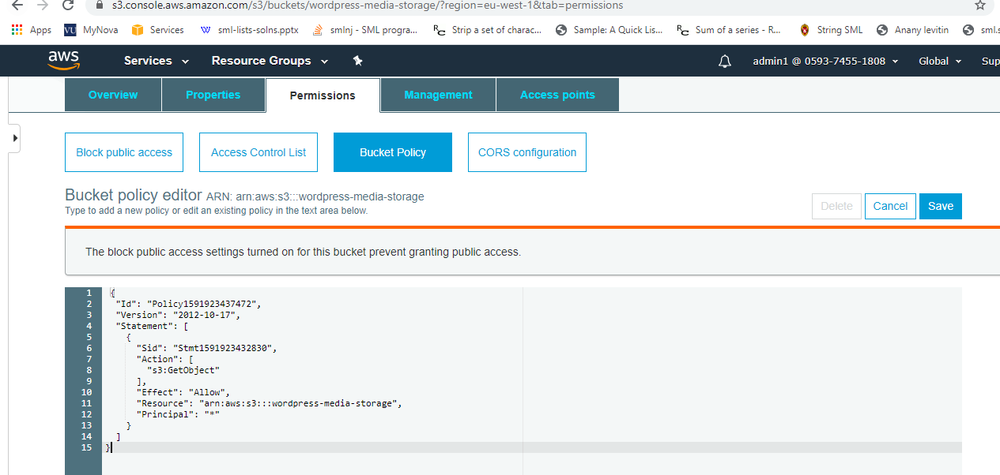 s3.console.aws.amazon.com/s3/buckets/wordpress-media-storage/?region=eu-west-1&tab=permissions
Apps VU MyNova Services W sml-lists-solns.pptx smlnj - SML progra... RC Strip a set of charac... Sample: A Quick Lis... RC Sum of a series - R... String SML Anany levitin sml.s
aws Services Resource Groups admin1 @ 0593-7455-1808 Global Sup
Overview Properties Permissions Management Access points
Block public access Access Control List Bucket Policy CORS configuration
Bucket policy editor ARN: arn:aws:s3:::wordpress-media-storage
Type to add a new policy or edit an existing policy in the text area below.
Delete Cancel Save
The block public access settings turned on for this bucket prevent granting public access.
1 {
2 "Id": "Policy1591923437472",
3 "Version": "2012-10-17",
4 "Statement": [
5 {
6 "Sid": "Stmt1591923432830",
7 "Action": [
8 "s3:GetObject"
9 ],
10 "Effect": "Allow",
11 "Resource": "arn:aws:s3:::wordpress-media-storage",
12 "Principal": "*"
13 }
14 ]
15 }